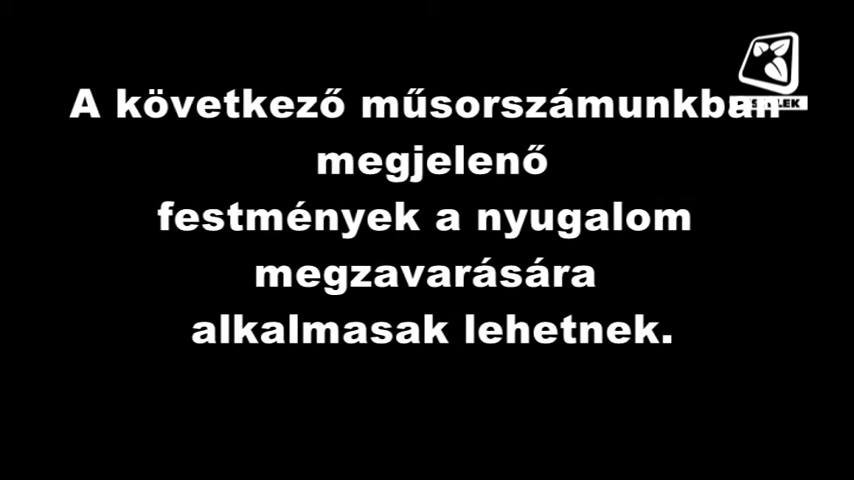 A következő műsorszámunkban
megjelenő
festmények a nyugalom
megzavarására
alkalmasak lehetnek.